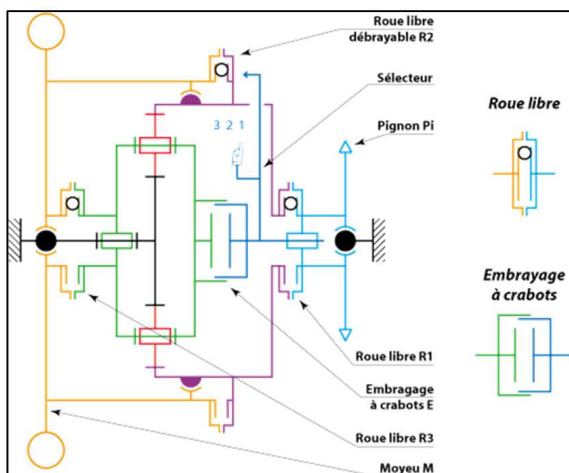 Roue libre
débrayable R2
Sélecteur
Roue libre
3 2 1
Pignon Pi
Embrayage
à crabots
Roue libre R1
Embragage
à crabots E
Roue libre R3
Moyeu M